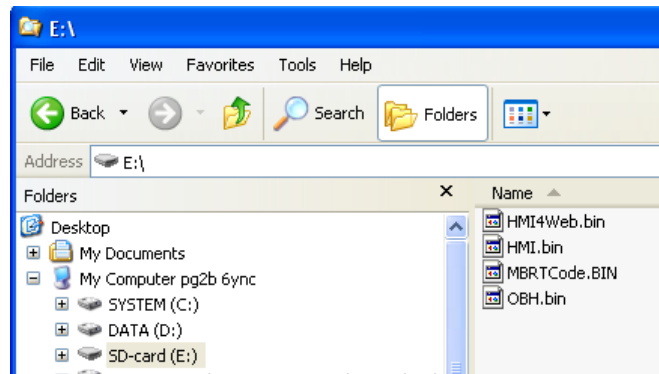 E:\
File Edit View Favorites Tools Help
Back Search Folders
Address E:\
Folders x Name
Desktop
My Documents
My Computer pg2b 6ync
SYSTEM (C:)
DATA (D:)
SD-card (E:)
HMI4Web.bin
HMI.bin
MBRTCode.BIN
OBH.bin